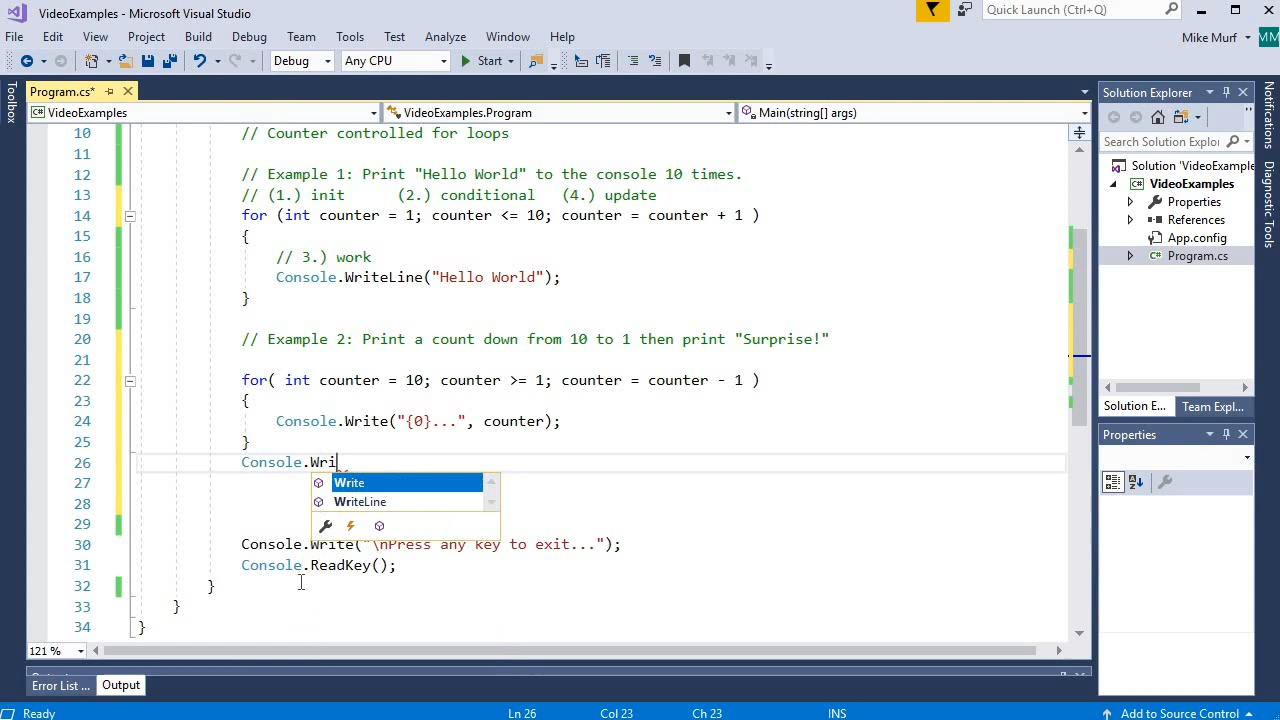 VideoExamples - Microsoft Visual Studio
Quick Launch (Ctrl+Q)
File Edit View Project Build Debug Team Tools Test Analyze Window Help
Mike Murf MM
Debug Any CPU Start
Toolbox
Program.cs*
VideoExamples VideoExamples.Program Main(string[] args)
10 // Counter controlled for loops
11
12 // Example 1: Print "Hello World" to the console 10 times.
13 // (1.) init (2.) conditional (4.) update
14 for (int counter = 1; counter <= 10; counter = counter + 1 )
15 {
16 // 3.) work
17 Console.WriteLine("Hello World");
18 }
19
20 // Example 2: Print a count down from 10 to 1 then print "Surprise!"
21
22 for( int counter = 10; counter >= 1; counter = counter - 1 )
23 {
24 Console.Write("{0}...", counter);
25 }
26 Console.Wri
27 Write
28 WriteLine
29
30 Console.Write("\nPress any key to exit...");
31 Console.ReadKey();
32 }
33 }
34 }
121 %
Error List ... Output
Solution Explorer
Search Solution Explor
Solution 'VideoExample
VideoExamples
Properties
References
App.config
Program.cs
Solution E... Team Expl...
Properties
Notifications
Diagnostic Tools
Ready Ln 26 Col 23 Ch 23 INS Add to Source Control